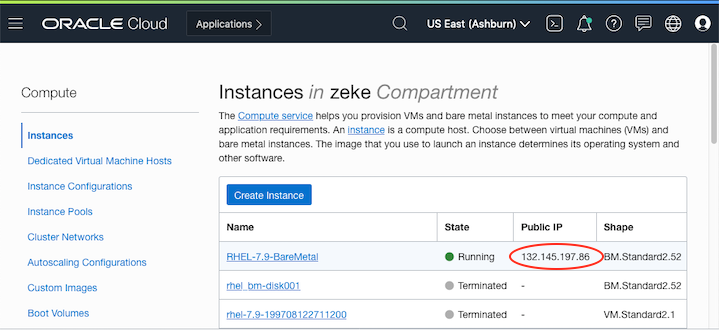 ORACLE Cloud
Applications >
US East (Ashburn)
Compute
Instances
Dedicated Virtual Machine Hosts
Instance Configurations
Instance Pools
Cluster Networks
Autoscaling Configurations
Custom Images
Boot Volumes
Instances in zeke Compartment
The Compute service helps you provision VMs and bare metal instances to meet your compute and
application requirements. An instance is a compute host. Choose between virtual machines (VMs) and
bare metal instances. The image that you use to launch an instance determines its operating system and
other software.
Create Instance
Name State Public IP Shape
RHEL-7.9-BareMetal Running 132.145.197.86 BM.Standard2.52
rhel_bm-disk001 Terminated - BM.Standard2.52
rhel-7.9-199708122711200 Terminated - VM.Standard2.1